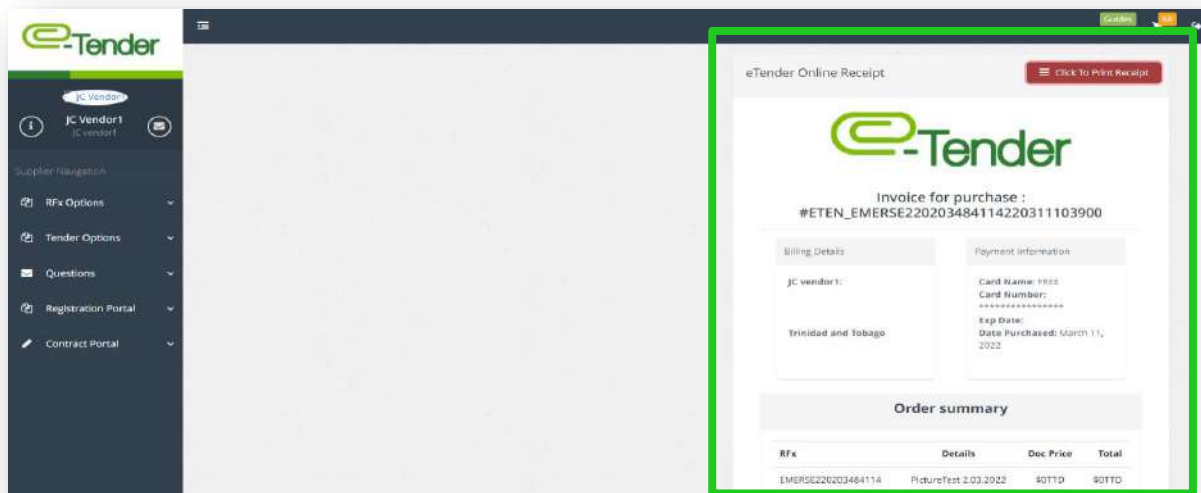 e-Tender
Guides
JC Vendor1
JC Vendor1
JC vendor1
Supplier Navigation
RFx Options
Tender Options
Questions
Registration Portal
Contract Portal
eTender Online Receipt
Click To Print Receipt
e-Tender
Invoice for purchase :
#ETEN_EMERSE220203484114220311103900
Billing Details
JC vendor1:
Trinidad and Tobago
Payment Information
Card Name: FREE
Card Number:
****************
Exp Date:
Date Purchased: March 11,
2022
Order summary
RFx Details Doc Price Total
EMERSE220203484114 PictureTest 2.03.2022 $0TTD $0TTD